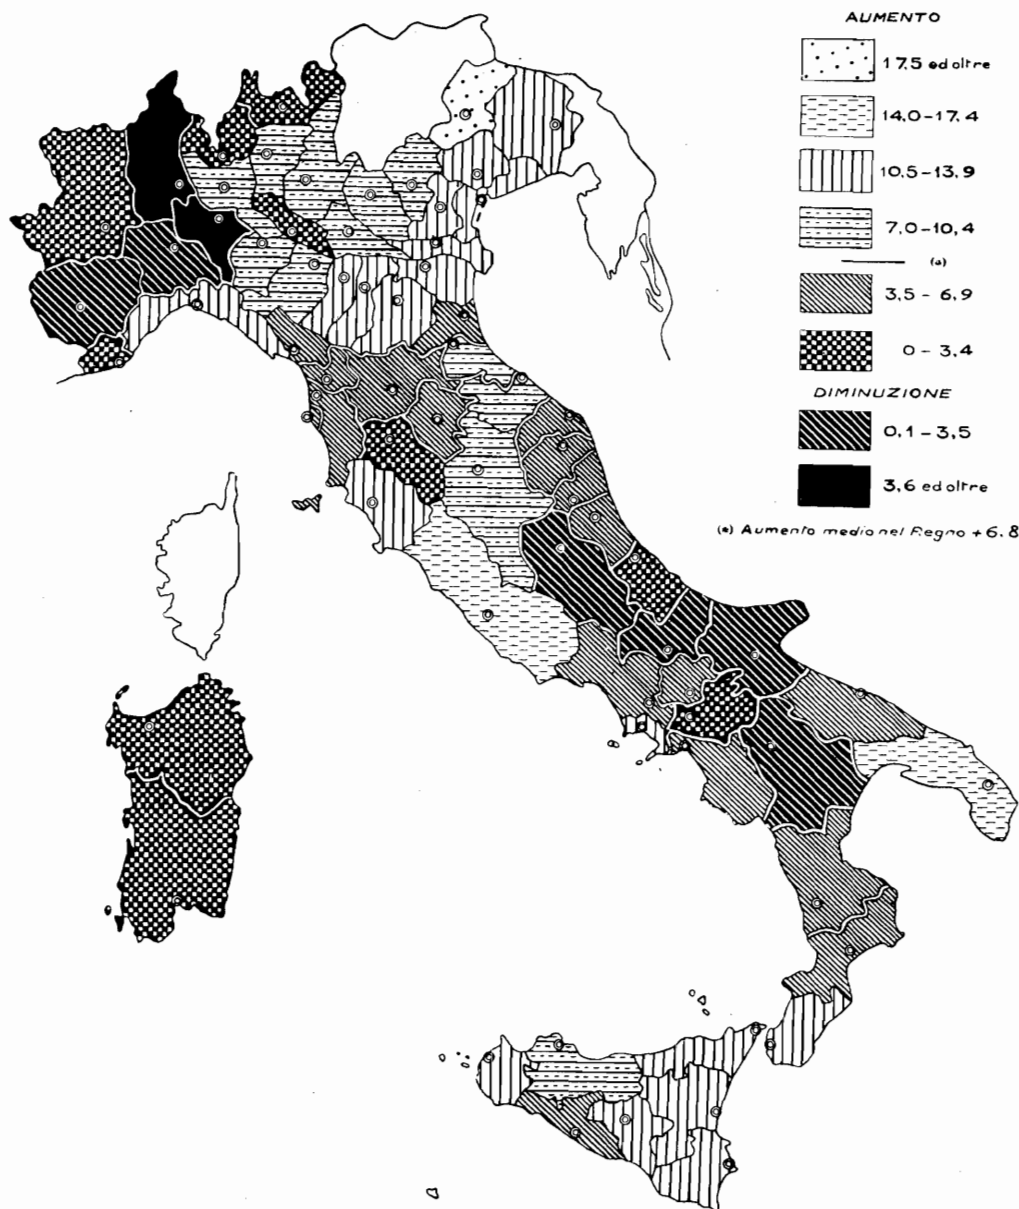 AUMENTO
17.5 ed oltre
14,0-17.4
10.5-13,9
7,0-10,4
(a)
3,5-6,9
0-3,4
DIMINUZIONE
0,1-3,5
3,6 ed oltre
(a) Aumento medio nel Regno +6.8